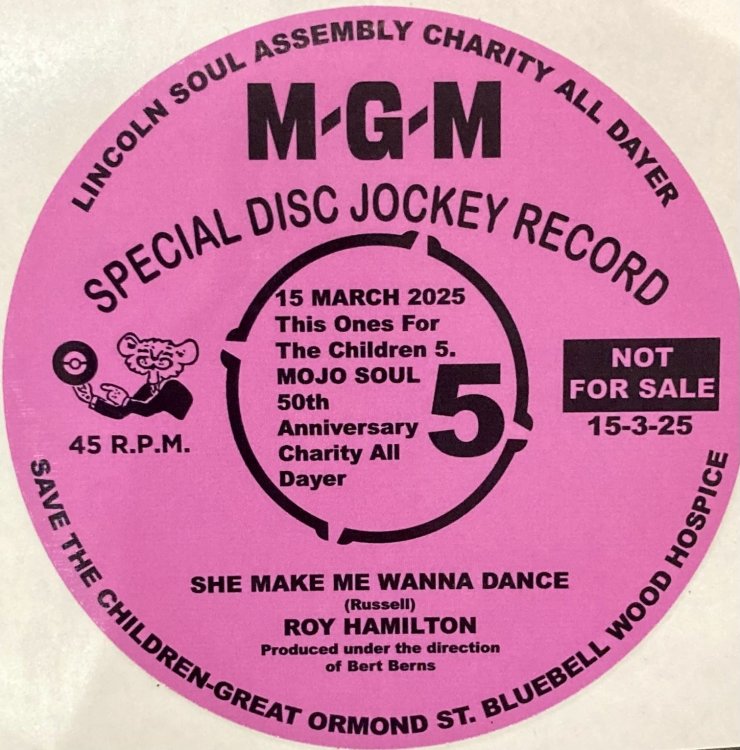 LINCOLN SOUL ASSEMBLY CHARITY ALL DAYER
M-G-M
SPECIAL DISC JOCKEY RECORD
15 MARCH 2025
This Ones For
The Children 5.
MOJO SOUL
50th
Anniversary
Charity All
Dayer
5
45 R.P.M.
NOT
FOR SALE
15-3-25
SHE MAKE ME WANNA DANCE
(Russell)
ROY HAMILTON
Produced under the direction
of Bert Berns
SAVE THE CHILDREN-GREAT ORMOND ST. BLUEBELL WOOD HOSPICE